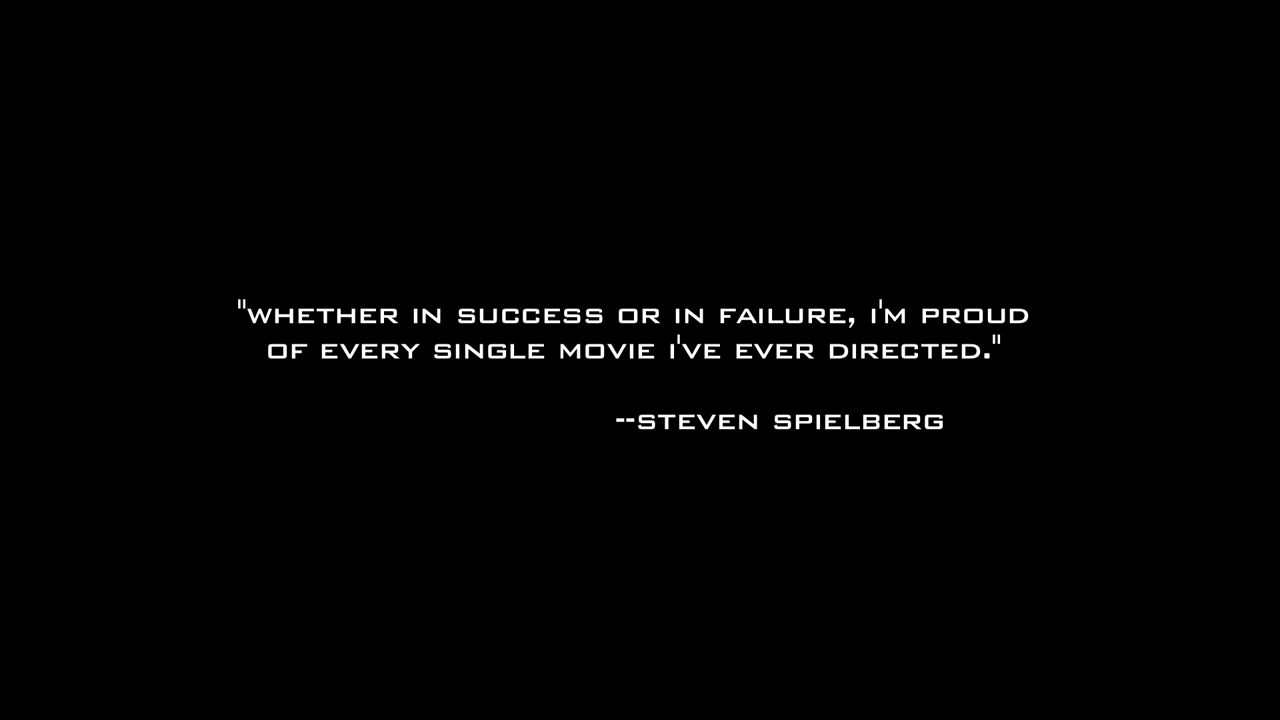 "WHETHER IN SUCCESS OR IN FAILURE, I'M PROUD
OF EVERY SINGLE MOVIE I'VE EVER DIRECTED."
--STEVEN SPIELBERG